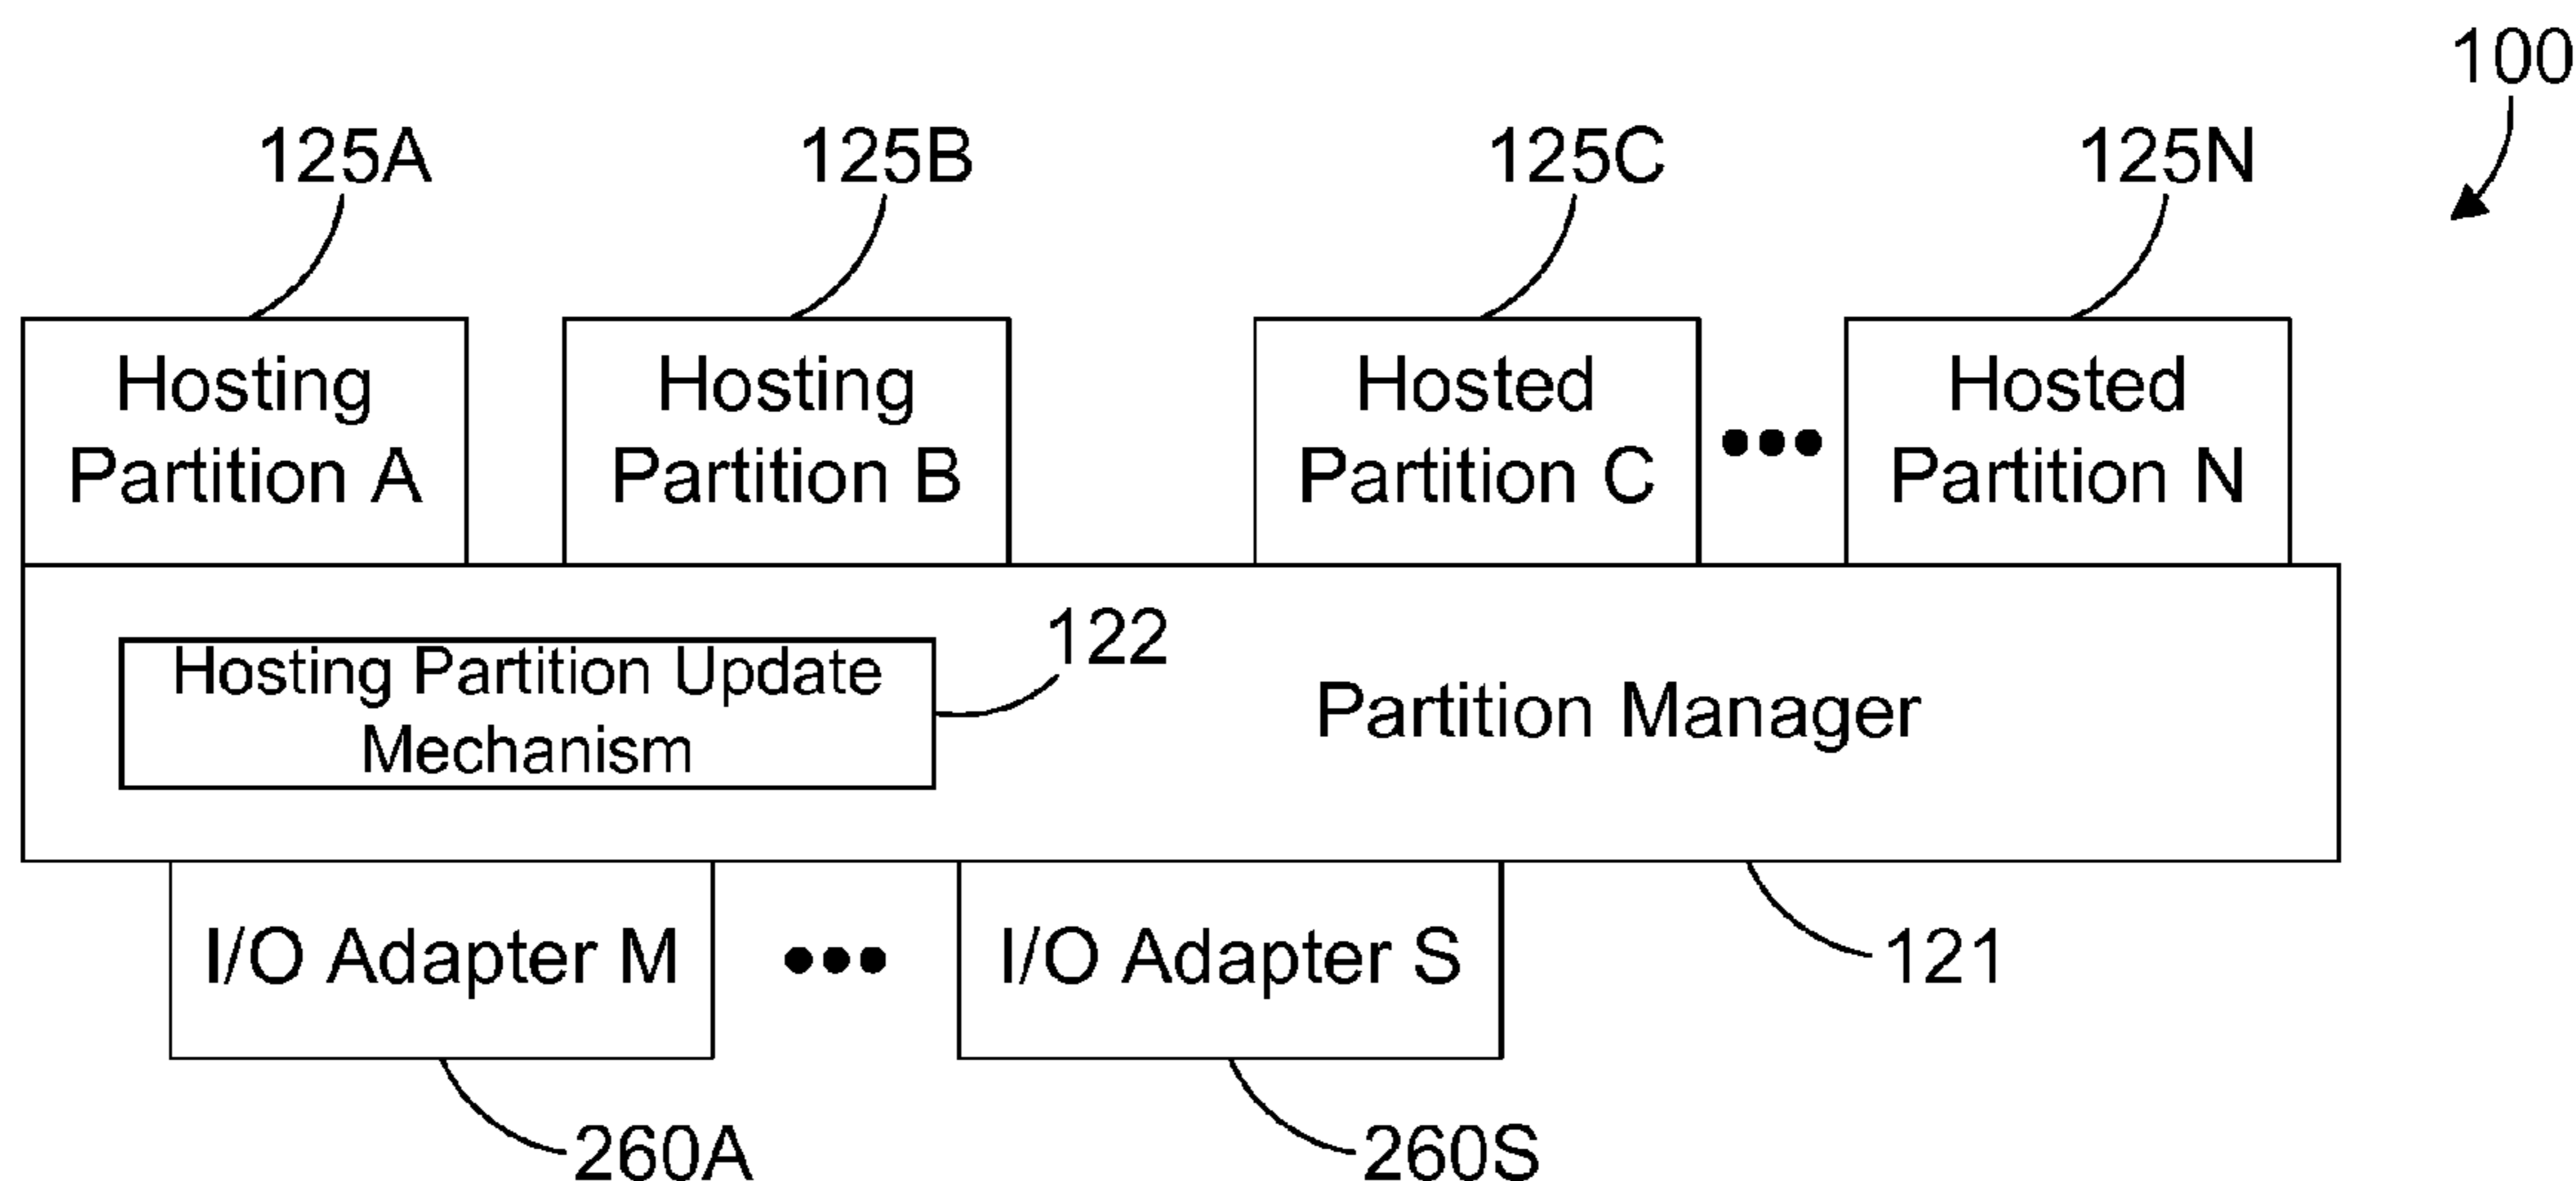 100
125A
125B
125C
125N
Hosting
Partition A
Hosting
Partition B
Hosted
Partition C
Hosted
Partition N
Hosting Partition Update
Mechanism
122
Partition Manager
I/O Adapter M
I/O Adapter S
121
260A
260S